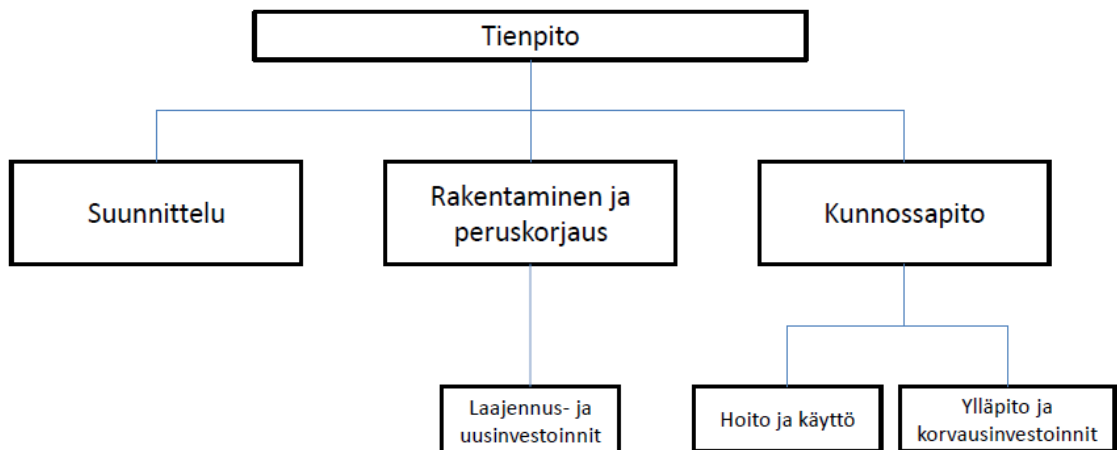 Tienpito
Suunnittelu
Rakentaminen ja
peruskorjaus
Kunnossapito
Laajennus- ja
uusinvestoinnit
Hoito ja käyttö
Ylläpito ja
korvausinvestoinnit